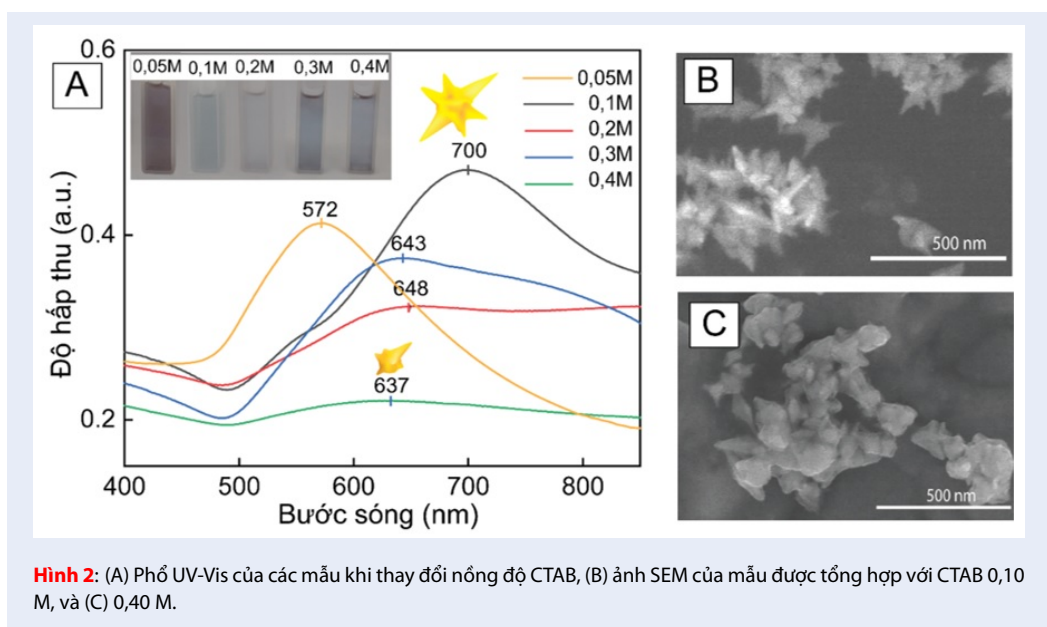 0.6
A
0,05M 0,1M 0,2M 0,3M 0,4M
0,05M
0,1M
0,2M
0,3M
0,4M
700
572
643
648
637
0.4
0.2
Độ hấp thu (a.u.)
400 500 600 700 800
Bước sóng (nm)
B
500 nm
C
500 nm
Hình 2: (A) Phổ UV-Vis của các mẫu khi thay đổi nồng độ CTAB, (B) ảnh SEM của mẫu được tổng hợp với CTAB 0,10
M, và (C) 0,40 M.